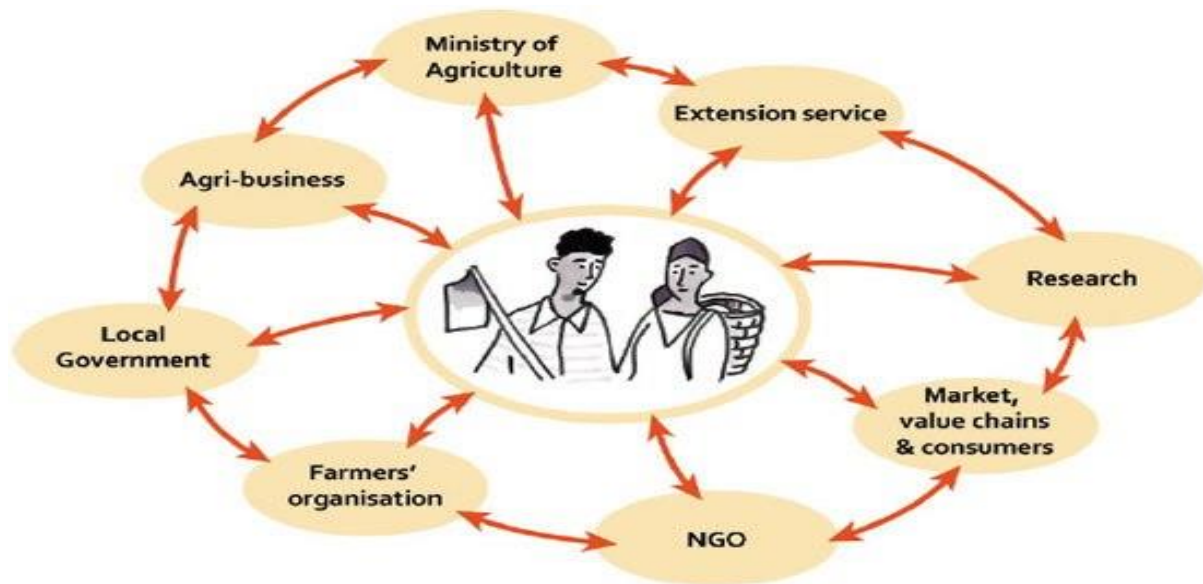 Ministry of
Agriculture
Extension service
Agri-business
Research
Local
Government
Market,
value chains
& consumers
Farmers'
organisation
NGO